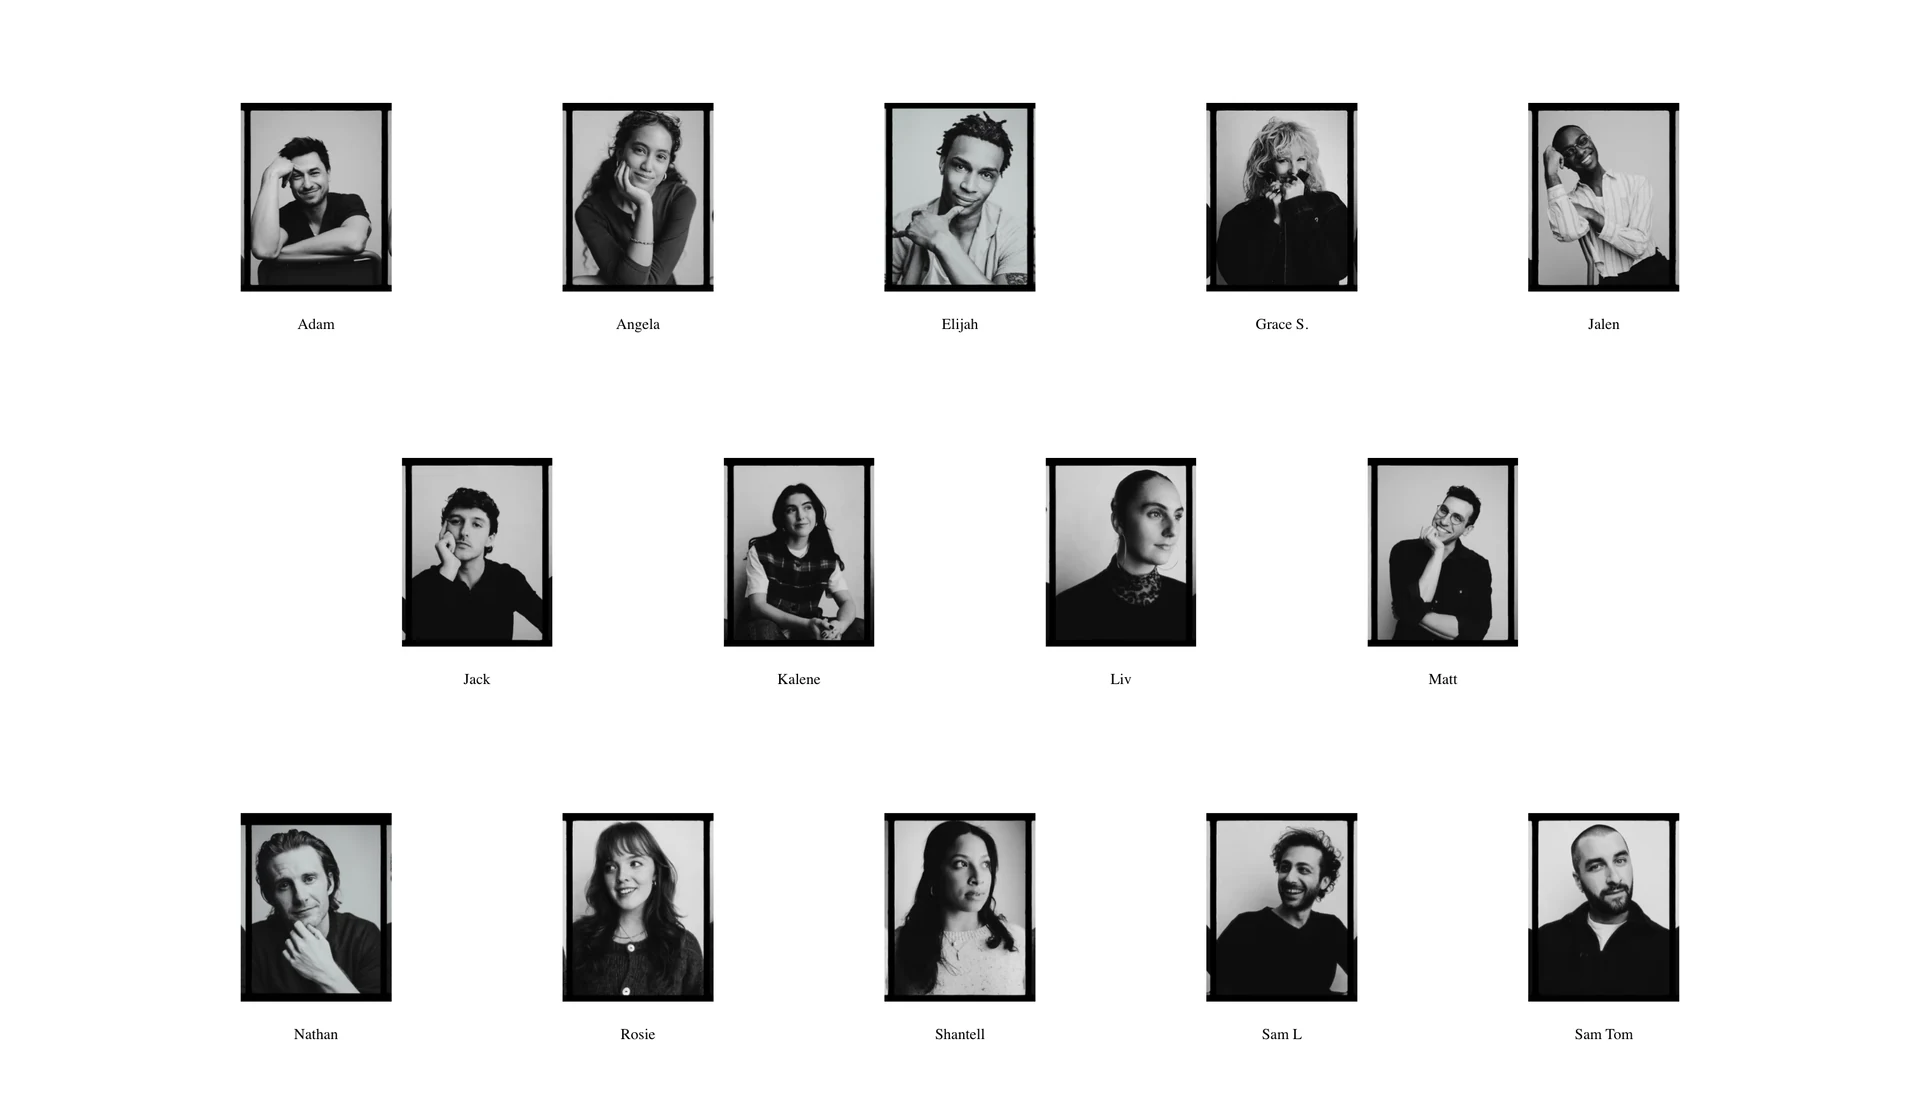 Adam
Angela
Elijah
Grace S.
Jalen
Jack
Kalene
Liv
Matt
Nathan
Rosie
Shantell
Sam L
Sam Tom